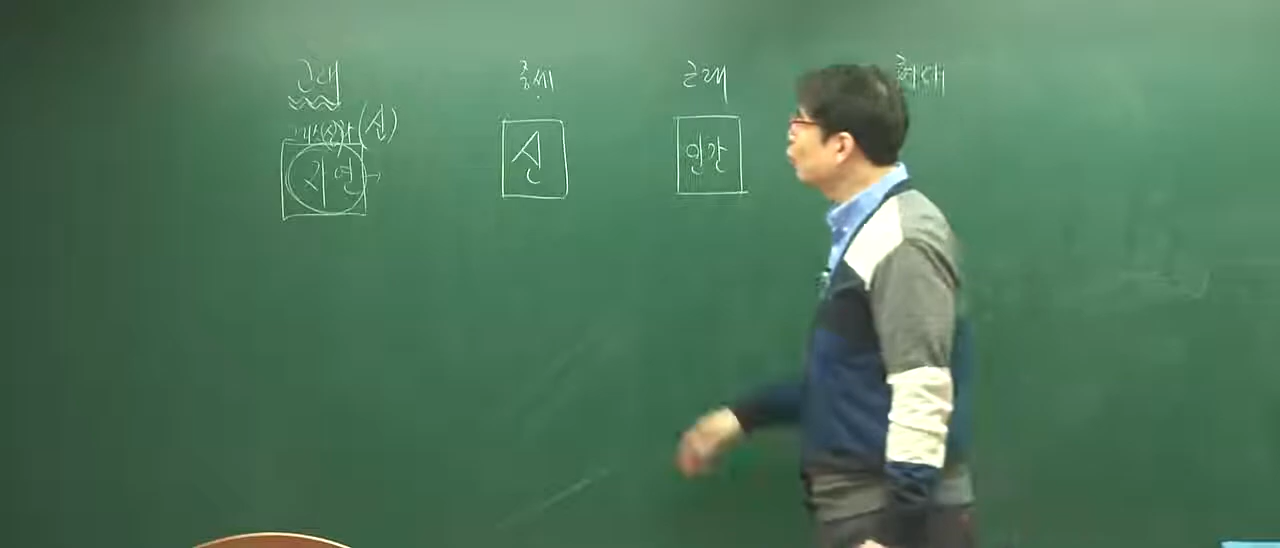 고대 중세 근대 현대
(신)
자연 신 인간